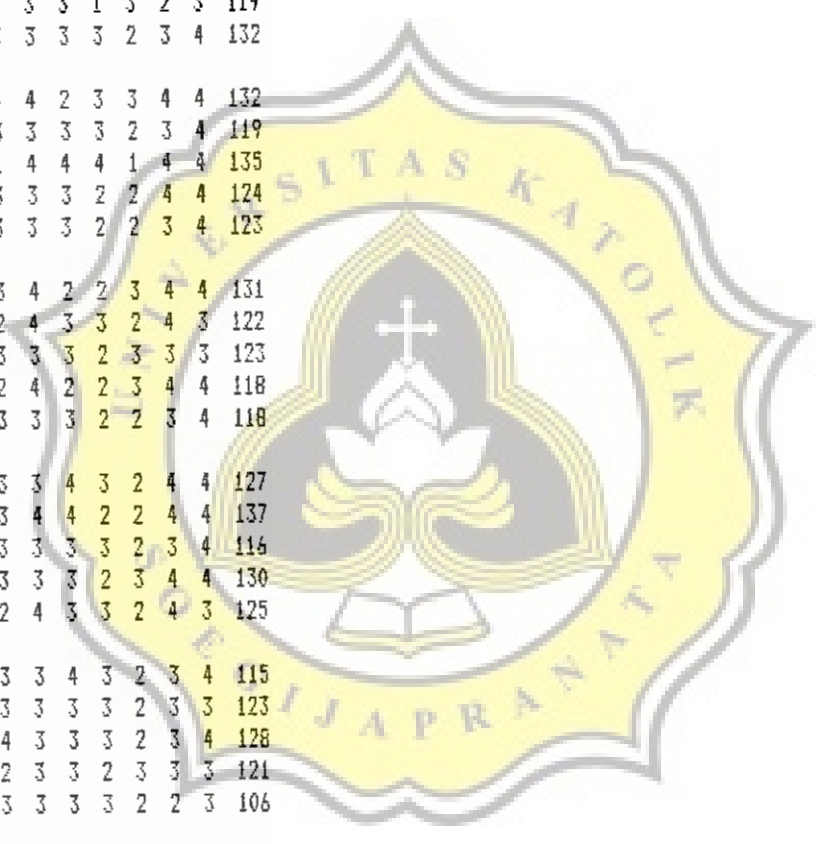 3 3 1 3 2 3 119
3 3 3 2 3 4 132
4 2 3 3 4 4 132
3 3 3 2 3 4 119
4 4 4 1 4 4 135
3 3 2 2 4 4 124
3 3 2 2 3 4 123
3 4 2 2 3 4 4 131
2 4 3 3 2 4 3 122
3 3 3 2 3 3 3 123
2 4 2 2 3 4 4 118
3 3 3 2 2 3 4 118
3 3 4 3 2 4 4 127
3 4 4 2 2 4 4 137
3 3 3 3 2 3 4 116
3 3 3 2 3 4 4 130
2 4 3 3 2 4 3 125
3 3 4 3 2 3 4 115
3 3 3 3 2 3 3 123
4 3 3 3 2 3 4 128
2 3 3 2 3 3 3 121
3 3 3 3 2 2 3 106
UNIVERSITAS KATOLIK
SOEGIJAPRANATA